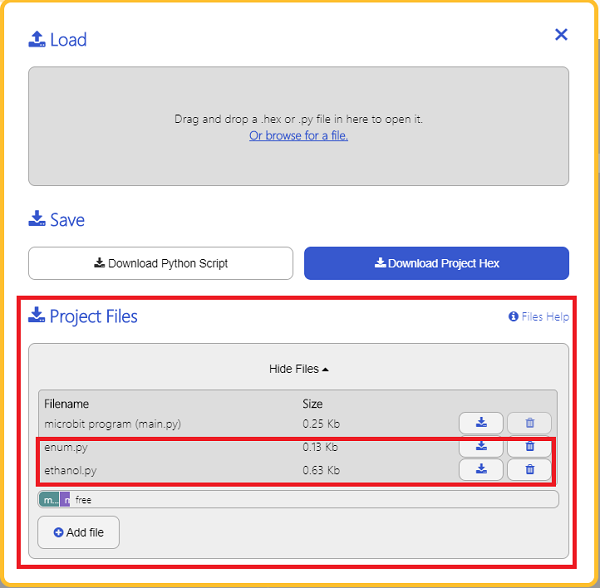 Load
Drag and drop a .hex or .py file in here to open it.
Or browse for a file.
Save
Download Python Script
Download Project Hex
Project Files
Files Help
Hide Files
Filename Size
microbit program (main.py) 0.25 Kb
enum.py 0.13 Kb
ethanol.py 0.63 Kb
m... free
Add file